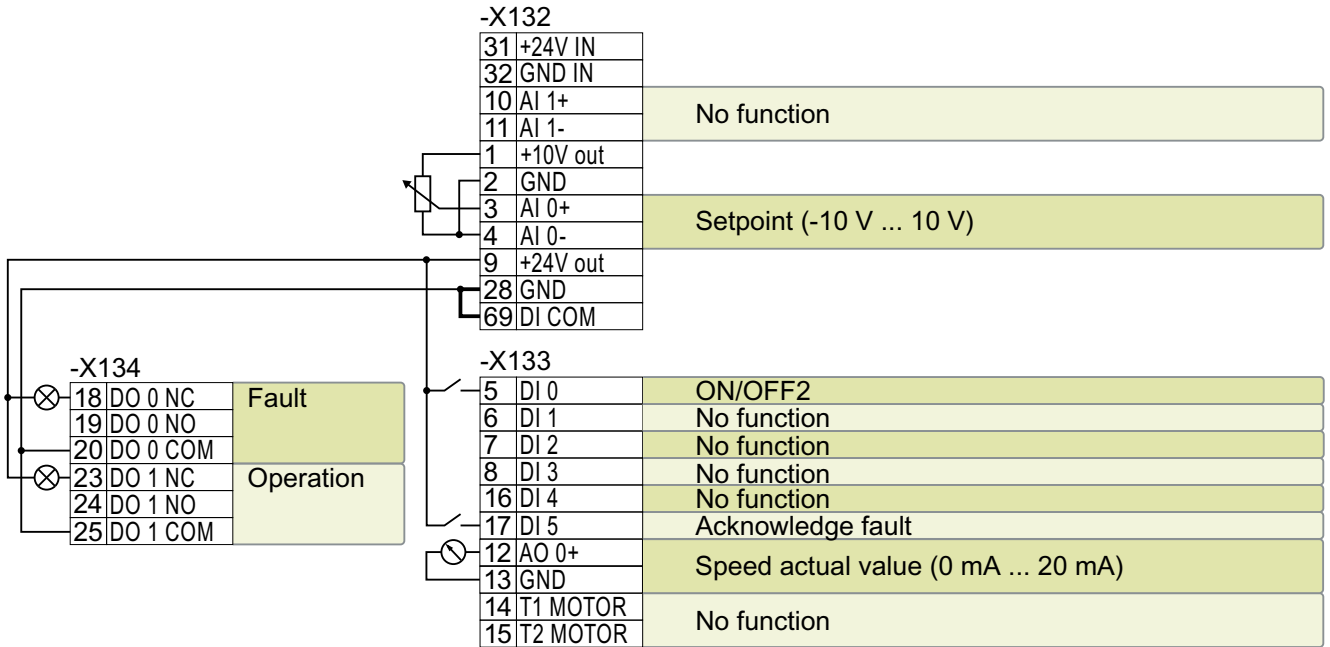 -X132
31 +24V IN
32 GND IN
10 AI 1+
11 AI 1-
No function
1 +10V out
2 GND
3 AI 0+
4 AI 0-
Setpoint (-10 V ... 10 V)
9 +24V out
28 GND
69 DI COM
-X134
18 DO 0 NC
19 DO 0 NO
20 DO 0 COM
Fault
23 DO 1 NC
24 DO 1 NO
25 DO 1 COM
Operation
-X133
5 DI 0 ON/OFF2
6 DI 1 No function
7 DI 2 No function
8 DI 3 No function
16 DI 4 No function
17 DI 5 Acknowledge fault
12 AO 0+
13 GND
Speed actual value (0 mA ... 20 mA)
14 T1 MOTOR
15 T2 MOTOR
No function